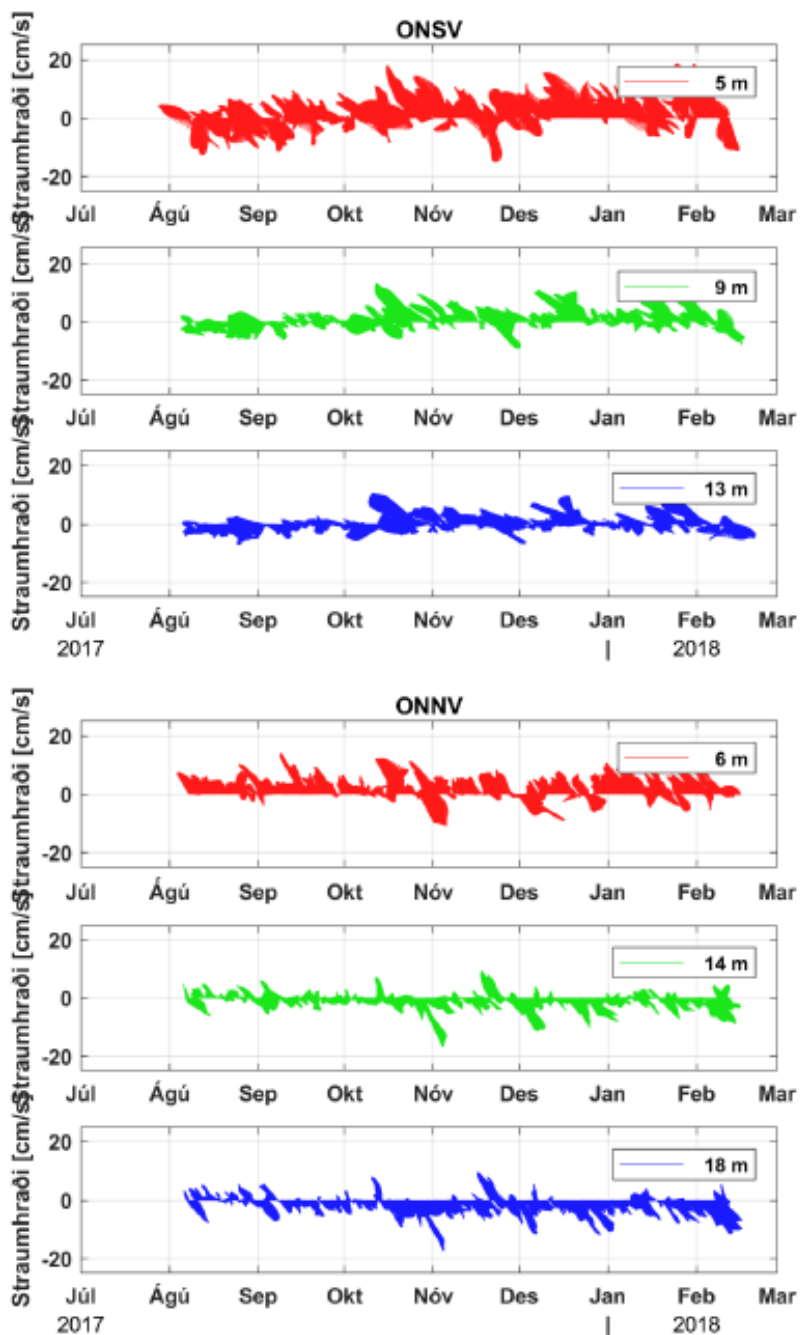 ONSV
Straumhraði [cm/s]
20
0
-20
5 m
Júl Ágú Sep Okt Nóv Des Jan Feb Mar
Straumhraði [cm/s]
20
0
-20
9 m
Júl Ágú Sep Okt Nóv Des Jan Feb Mar
Straumhraði [cm/s]
20
0
-20
13 m
Júl Ágú Sep Okt Nóv Des Jan Feb Mar
2017 | 2018
ONNV
Straumhraði [cm/s]
20
0
-20
6 m
Júl Ágú Sep Okt Nóv Des Jan Feb Mar
Straumhraði [cm/s]
20
0
-20
14 m
Júl Ágú Sep Okt Nóv Des Jan Feb Mar
Straumhraði [cm/s]
20
0
-20
18 m
Júl Ágú Sep Okt Nóv Des Jan Feb Mar
2017 | 2018